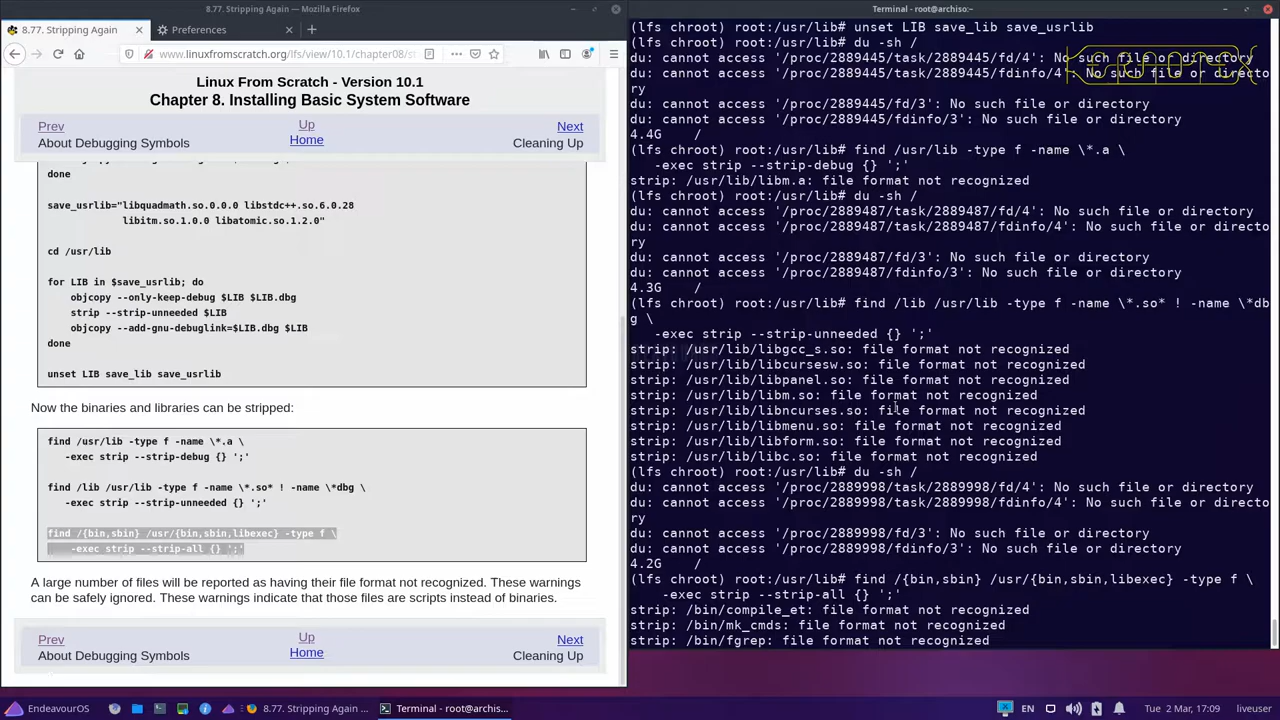 8.77. Stripping Again - Mozilla Firefox
8.77. Stripping Again
Preferences
www.linuxfromscratch.org/lfs/view/10.1/chapter08/s
Linux From Scratch - Version 10.1
Chapter 8. Installing Basic System Software
Prev
Up
Next
About Debugging Symbols
Home
Cleaning Up
done
save_usrlib="libquadmath.so.0.0.0 libstdc++.so.6.0.28
libitm.so.1.0.0 libatomic.so.1.2.0"
cd /usr/lib
for LIB in $save_usrlib; do
objcopy --only-keep-debug $LIB $LIB.dbg
strip --strip-unneeded $LIB
objcopy --add-gnu-debuglink=$LIB.dbg $LIB
done
unset LIB save_lib save_usrlib
Now the binaries and libraries can be stripped:
find /usr/lib -type f -name \*.a \
-exec strip --strip-debug {} ';'
find /lib /usr/lib -type f -name \*.so* ! -name \*dbg \
-exec strip --strip-unneeded {} ';'
find /{bin,sbin} /usr/{bin,sbin,libexec} -type f \
-exec strip --strip-all {} ';'
A large number of files will be reported as having their file format not recognized. These warnings
can be safely ignored. These warnings indicate that those files are scripts instead of binaries.
Prev
Up
Next
About Debugging Symbols
Home
Cleaning Up
Terminal - root@archiso:~
(lfs chroot) root:/usr/lib# unset LIB save_lib save_usrlib
(lfs chroot) root:/usr/lib# du -sh /
du: cannot access '/proc/2889445/task/2889445/fd/4': No such file or directory
du: cannot access '/proc/2889445/task/2889445/fdinfo/4': No such file or directo
ry
du: cannot access '/proc/2889445/fd/3': No such file or directory
du: cannot access '/proc/2889445/fdinfo/3': No such file or directory
4.4G /
(lfs chroot) root:/usr/lib# find /usr/lib -type f -name \*.a \
-exec strip --strip-debug {} ';'
strip: /usr/lib/libm.a: file format not recognized
(lfs chroot) root:/usr/lib# du -sh /
du: cannot access '/proc/2889487/task/2889487/fd/4': No such file or directory
du: cannot access '/proc/2889487/task/2889487/fdinfo/4': No such file or directo
ry
du: cannot access '/proc/2889487/fd/3': No such file or directory
du: cannot access '/proc/2889487/fdinfo/3': No such file or directory
4.3G /
(lfs chroot) root:/usr/lib# find /lib /usr/lib -type f -name \*.so* ! -name \*db
g \
-exec strip --strip-unneeded {} ';'
strip: /usr/lib/libgcc_s.so: file format not recognized
strip: /usr/lib/libcursesw.so: file format not recognized
strip: /usr/lib/libpanel.so: file format not recognized
strip: /usr/lib/libm.so: file format not recognized
strip: /usr/lib/libncurses.so: file format not recognized
strip: /usr/lib/libmenu.so: file format not recognized
strip: /usr/lib/libform.so: file format not recognized
strip: /usr/lib/libc.so: file format not recognized
(lfs chroot) root:/usr/lib# du -sh /
du: cannot access '/proc/2889998/task/2889998/fd/4': No such file or directory
du: cannot access '/proc/2889998/task/2889998/fdinfo/4': No such file or directo
ry
du: cannot access '/proc/2889998/fd/3': No such file or directory
du: cannot access '/proc/2889998/fdinfo/3': No such file or directory
4.2G /
(lfs chroot) root:/usr/lib# find /{bin,sbin} /usr/{bin,sbin,libexec} -type f \
-exec strip --strip-all {} ';'
strip: /bin/compile_et: file format not recognized
strip: /bin/mk_cmds: file format not recognized
strip: /bin/fgrep: file format not recognized
EndeavourOS
8.77. Stripping Again ...
Terminal - root@archis...
EN
Tue 2 Mar, 17:09
liveuser